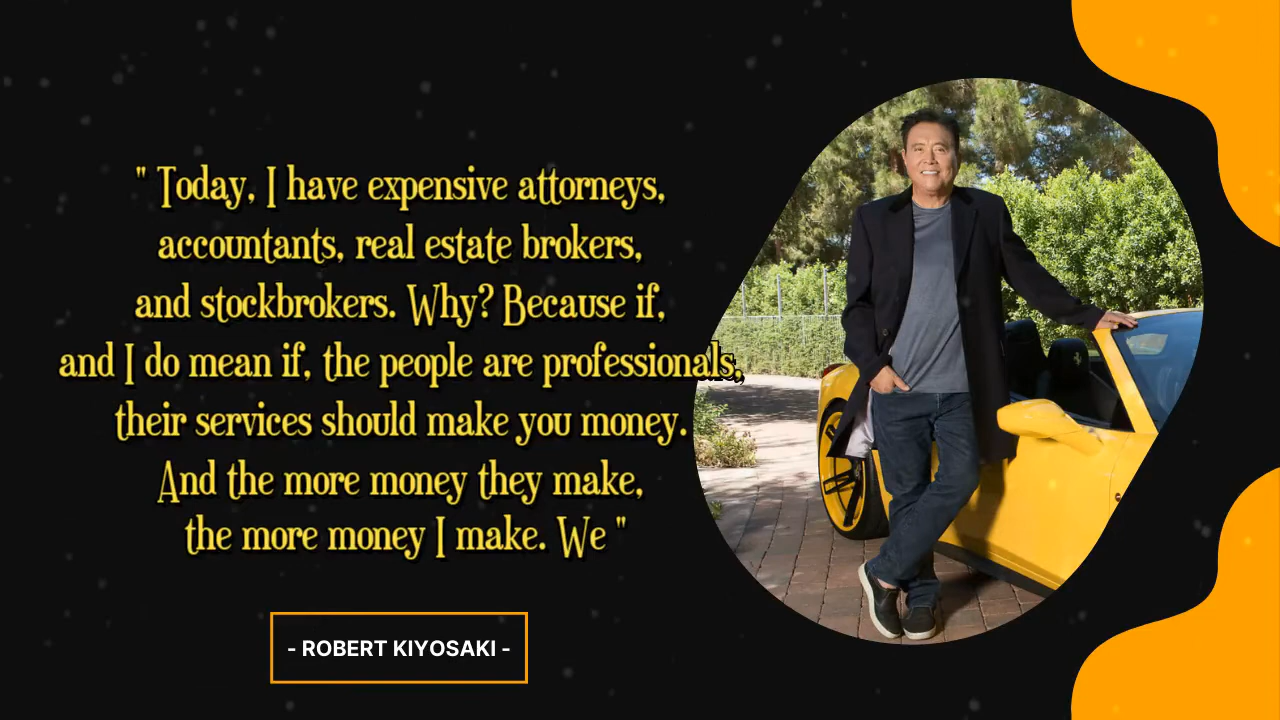 " Today, I have expensive attorneys,
accountants, real estate brokers,
and stockbrokers. Why? Because if,
and I do mean if, the people are professionals,
their services should make you money.
And the more money they make,
the more money I make. We "
- ROBERT KIYOSAKI -